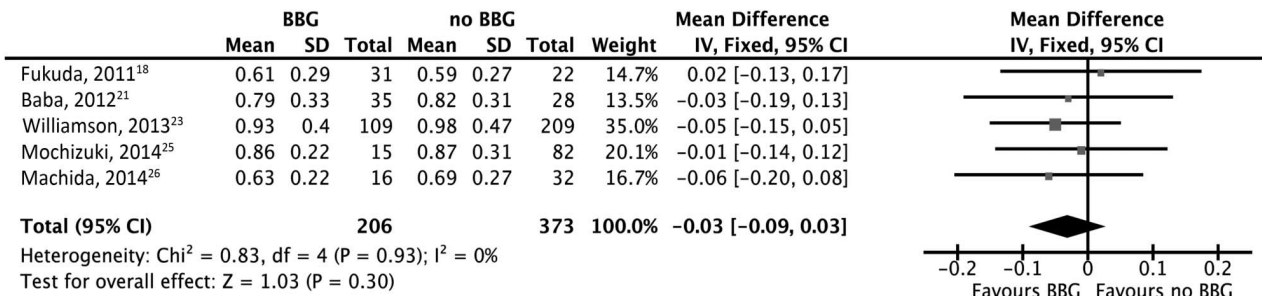 BBG no BBG Mean Difference Mean Difference
Mean SD Total Mean SD Total Weight IV, Fixed, 95% CI IV, Fixed, 95% CI
Fukuda, 2011¹⁸ 0.61 0.29 31 0.59 0.27 22 14.7% 0.02 [−0.13, 0.17]
Baba, 2012²¹ 0.79 0.33 35 0.82 0.31 28 13.5% −0.03 [−0.19, 0.13]
Williamson, 2013²³ 0.93 0.4 109 0.98 0.47 209 35.0% −0.05 [−0.15, 0.05]
Mochizuki, 2014²⁵ 0.86 0.22 15 0.87 0.31 82 20.1% −0.01 [−0.14, 0.12]
Machida, 2014²⁶ 0.63 0.22 16 0.69 0.27 32 16.7% −0.06 [−0.20, 0.08]
Total (95% CI) 206 373 100.0% −0.03 [−0.09, 0.03]
Heterogeneity: Chi² = 0.83, df = 4 (P = 0.93); I² = 0%
Test for overall effect: Z = 1.03 (P = 0.30)
−0.2 −0.1 0 0.1 0.2
Favours BBG Favours no BBG